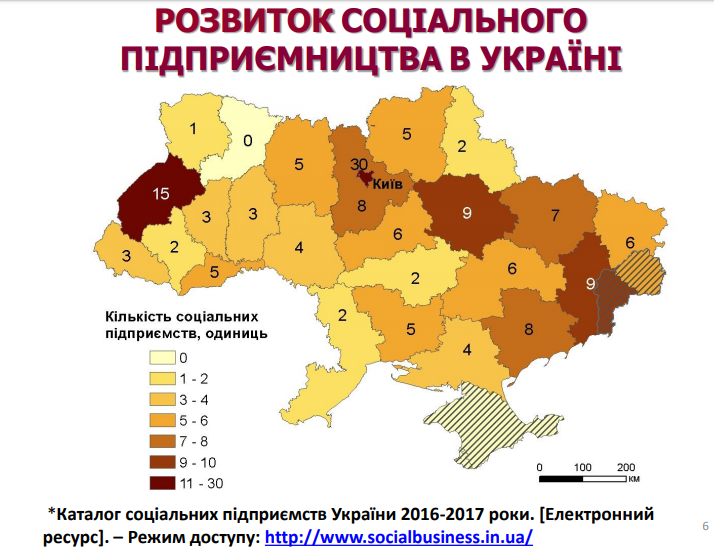 РОЗВИТОК СОЦІАЛЬНОГО
ПІДПРИЄМНИЦТВА В УКРАЇНІ
1
0
5
5
2
30
Київ
15
3
3
8
9
7
3
2
5
4
6
6
2
6
9
2
5
8
4
Кількість соціальних
підприємств, одиниць
0
1 - 2
3 - 4
5 - 6
7 - 8
9 - 10
11 - 30
0 100 200
км
*Каталог соціальних підприємств України 2016-2017 роки. [Електронний
ресурс]. – Режим доступу: http://www.socialbusiness.in.ua/
6